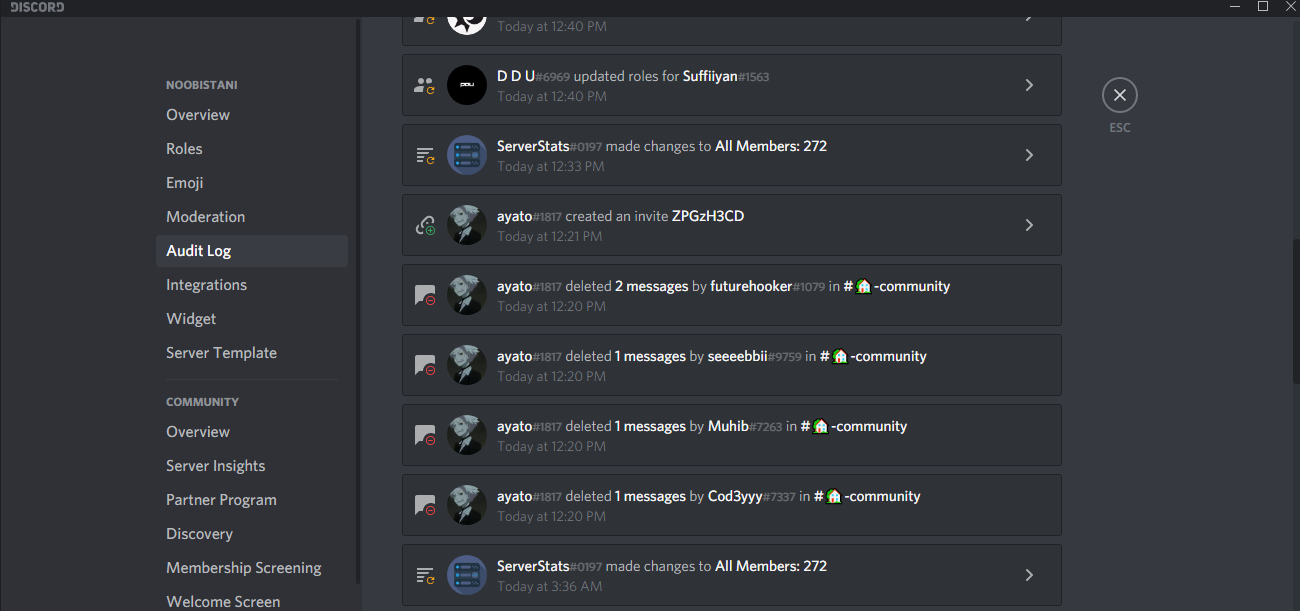 DISCORD
NOOBISTANI
Overview
Roles
Emoji
Moderation
Audit Log
Integrations
Widget
Server Template
COMMUNITY
Overview
Server Insights
Partner Program
Discovery
Membership Screening
Welcome Screen
Today at 12:40 PM
D D U#6969 updated roles for Suffiiyan#1563
Today at 12:40 PM
ServerStats#0197 made changes to All Members: 272
Today at 12:33 PM
ayato#1817 created an invite ZPGzH3CD
Today at 12:21 PM
ayato#1817 deleted 2 messages by futurehooker#1079 in #🏠-community
Today at 12:20 PM
ayato#1817 deleted 1 messages by seeeebbii#9759 in #🏠-community
Today at 12:20 PM
ayato#1817 deleted 1 messages by Muhib#7263 in #🏠-community
Today at 12:20 PM
ayato#1817 deleted 1 messages by Cod3yyy#7337 in #🏠-community
Today at 12:20 PM
ServerStats#0197 made changes to All Members: 272
Today at 3:36 AM
ESC